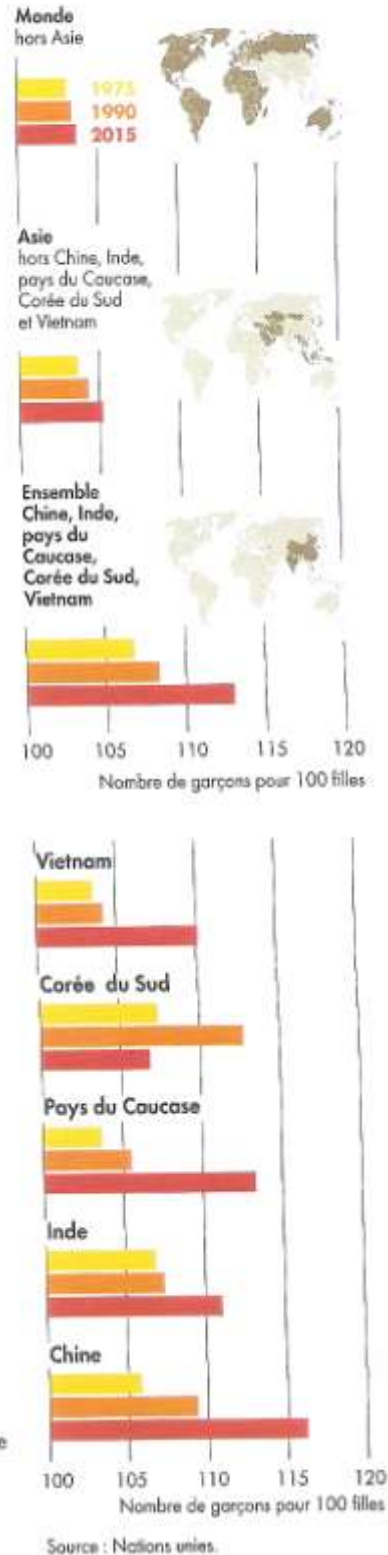 Monde
hors Asie
1975
1990
2015
Asie
hors Chine, Inde,
pays du Caucase,
Corée du Sud
et Vietnam
Ensemble
Chine, Inde,
pays du
Caucase,
Corée du Sud,
Vietnam
100 105 110 115 120
Nombre de garçons pour 100 filles
Vietnam
Corée du Sud
Pays du Caucase
Inde
Chine
100 105 110 115 120
Nombre de garçons pour 100 filles
Source : Nations unies.